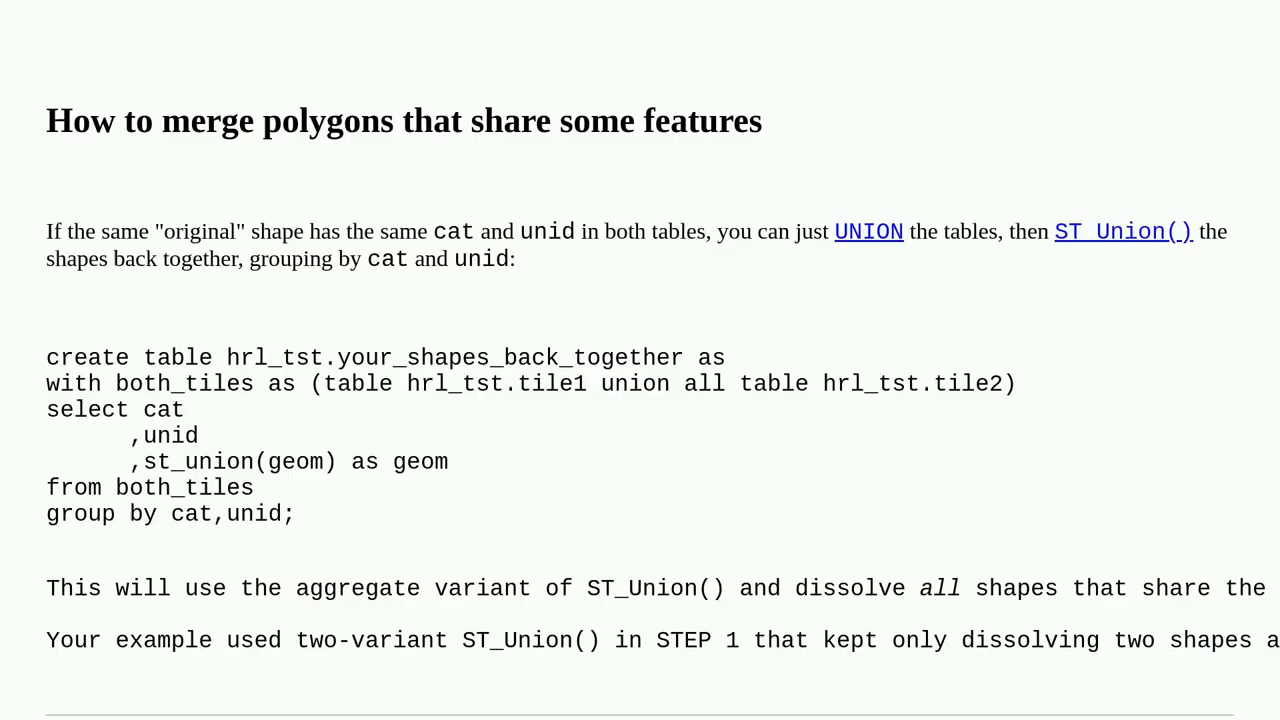 How to merge polygons that share some features
If the same "original" shape has the same cat and unid in both tables, you can just UNION the tables, then ST_Union() the
shapes back together, grouping by cat and unid:
create table hrl_tst.your_shapes_back_together as
with both_tiles as (table hrl_tst.tile1 union all table hrl_tst.tile2)
select cat
      ,unid
      ,st_union(geom) as geom
from both_tiles
group by cat,unid;
This will use the aggregate variant of ST_Union() and dissolve all shapes that share the
Your example used two-variant ST_Union() in STEP 1 that kept only dissolving two shapes a